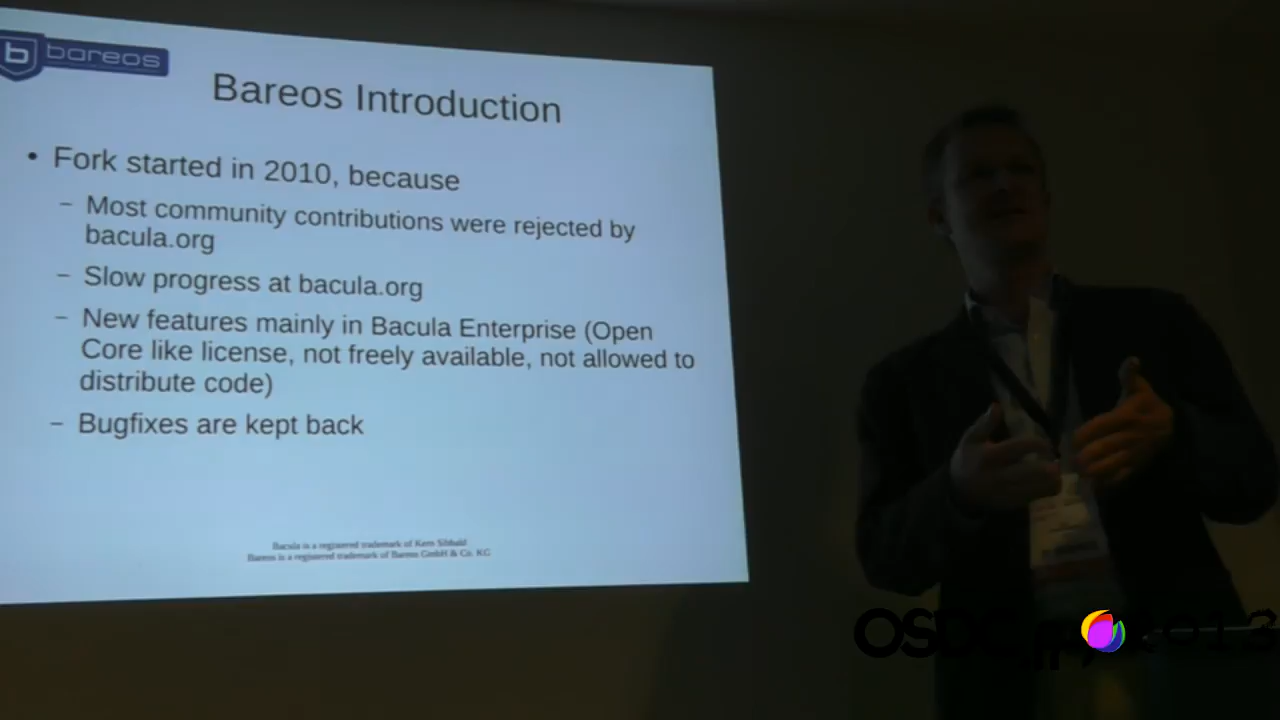 bareos
Bareos Introduction
• Fork started in 2010, because
– Most community contributions were rejected by
bacula.org
– Slow progress at bacula.org
– New features mainly in Bacula Enterprise (Open
Core like license, not freely available, not allowed to
distribute code)
– Bugfixes are kept back
Bacula is a registered trademark of Kern Sibbald
Bareos is a registered trademark of Bareos GmbH & Co. KG
OSDC
2013